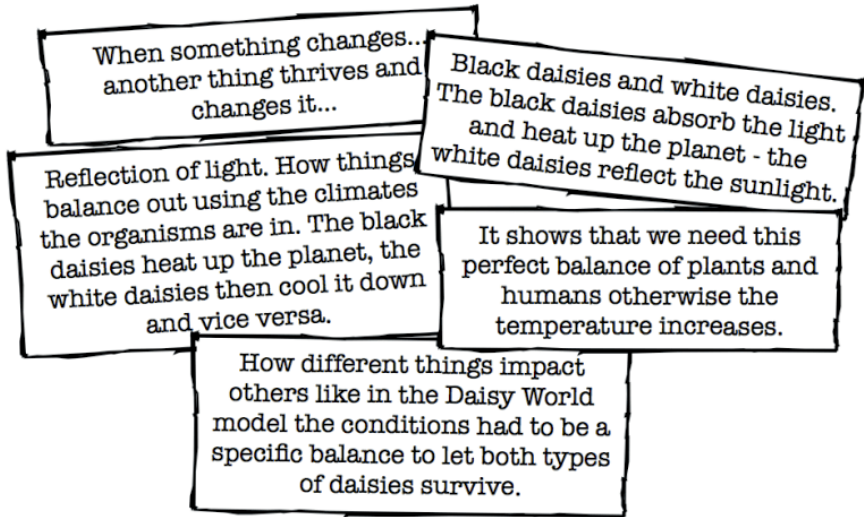 When something changes...
another thing thrives and
changes it...
Black daisies and white daisies.
The black daisies absorb the light
and heat up the planet - the
white daisies reflect the sunlight.
Reflection of light. How things
balance out using the climates
the organisms are in. The black
daisies heat up the planet, the
white daisies then cool it down
and vice versa.
It shows that we need this
perfect balance of plants and
humans otherwise the
temperature increases.
How different things impact
others like in the Daisy World
model the conditions had to be a
specific balance to let both types
of daisies survive.